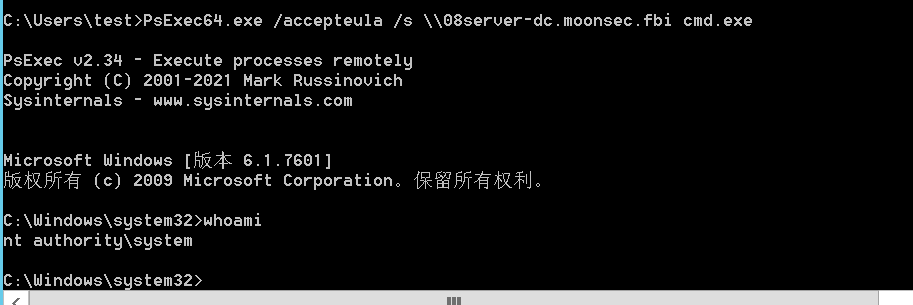 C:\Users\test>PsExec64.exe /accepteula /s \\08server-dc.moonsec.fbi cmd.exe
PsExec v2.34 - Execute processes remotely
Copyright (C) 2001-2021 Mark Russinovich
Sysinternals - www.sysinternals.com
Microsoft Windows [版本 6.1.7601]
版权所有 (c) 2009 Microsoft Corporation。保留所有权利。
C:\Windows\system32>whoami
nt authority\system
C:\Windows\system32>